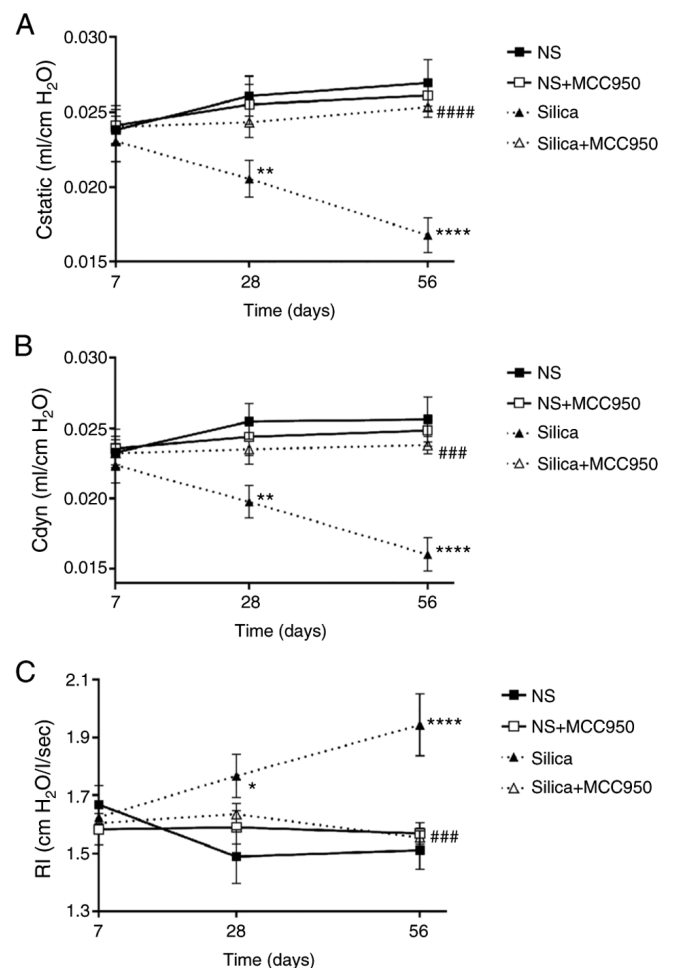 A
0.030
0.025
0.020
0.015
Cstatic (ml/cm H₂O)
7 28 56
Time (days)
NS
NS+MCC950
Silica
Silica+MCC950
####
**
****
B
0.030
0.025
0.020
0.015
Cdyn (ml/cm H₂O)
7 28 56
Time (days)
NS
NS+MCC950
Silica
Silica+MCC950
###
**
****
C
2.1
1.9
1.7
1.5
1.3
RI (cm H₂O/l/sec)
7 28 56
Time (days)
NS
NS+MCC950
Silica
Silica+MCC950
****
*
###